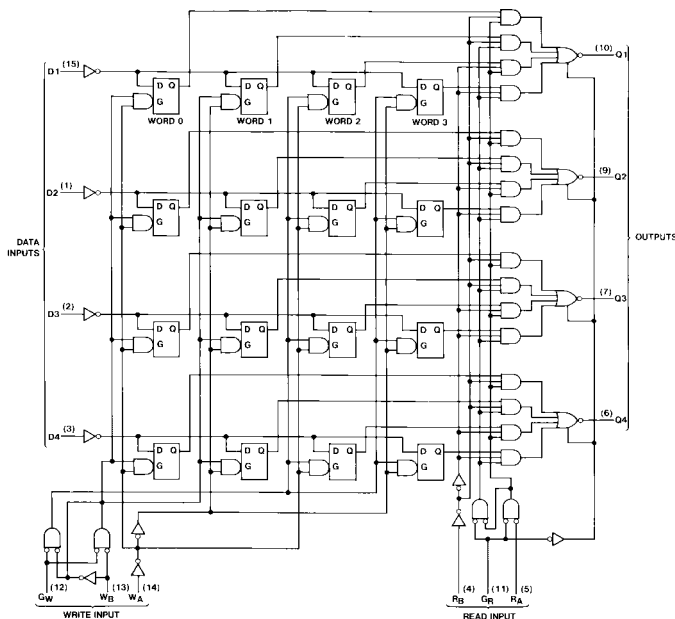 (10) Q1
D1 (15)
D Q D Q D Q D Q
G G G G
WORD 0 WORD 1 WORD 2 WORD 3
(9) Q2
D2 (1)
D Q D Q D Q D Q
G G G G
DATA INPUTS
OUTPUTS
(7) Q3
D3 (2)
D Q D Q D Q D Q
G G G G
(6) Q4
D4 (3)
D Q D Q D Q D Q
G G G G
GW (12) WB (13) WA (14)
RB (4) GR (11) RA (5)
WRITE INPUT
READ INPUT